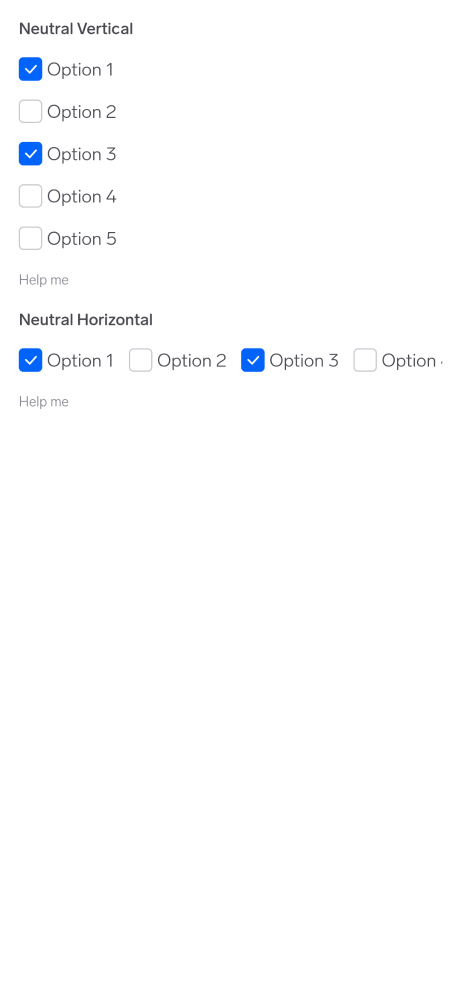 Neutral Vertical
Option 1
Option 2
Option 3
Option 4
Option 5
Help me
Neutral Horizontal
Option 1 Option 2 Option 3 Option
Help me